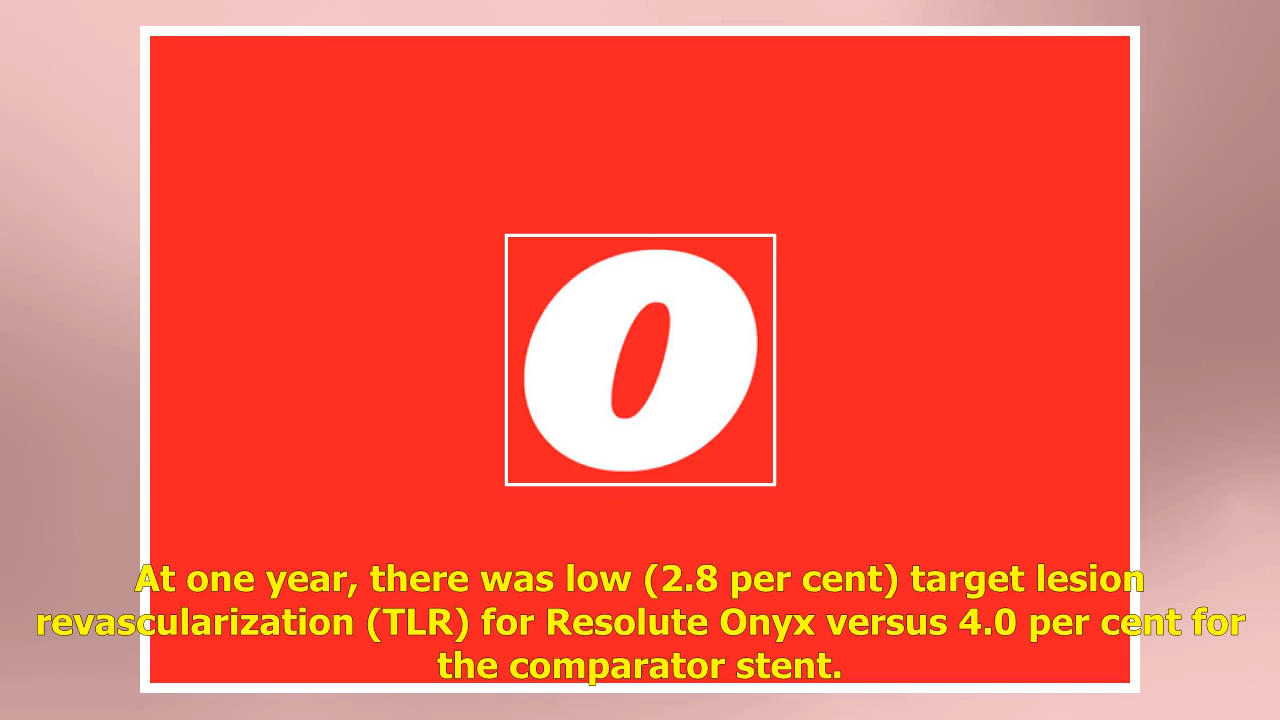 O
At one year, there was low (2.8 per cent) target lesion
revascularization (TLR) for Resolute Onyx versus 4.0 per cent for
the comparator stent.